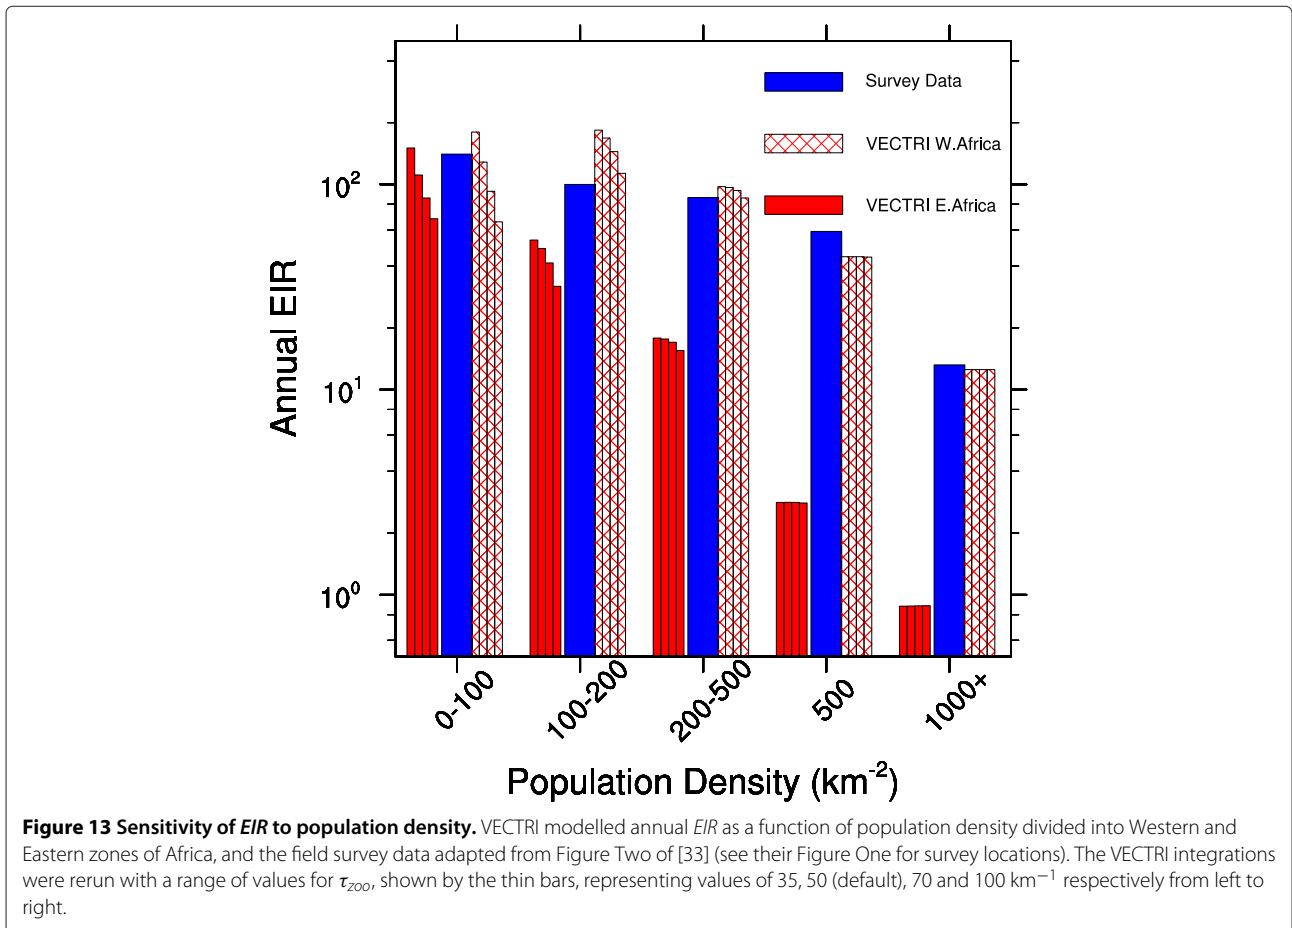 Survey Data
VECTRI W.Africa
VECTRI E.Africa
10²
10¹
10⁰
Annual EIR
0-100
100-200
200-500
500
1000+
Population Density (km⁻²)
Figure 13 Sensitivity of EIR to population density. VECTRI modelled annual EIR as a function of population density divided into Western and
Eastern zones of Africa, and the field survey data adapted from Figure Two of [33] (see their Figure One for survey locations). The VECTRI integrations
were rerun with a range of values for τzoo, shown by the thin bars, representing values of 35, 50 (default), 70 and 100 km⁻¹ respectively from left to
right.